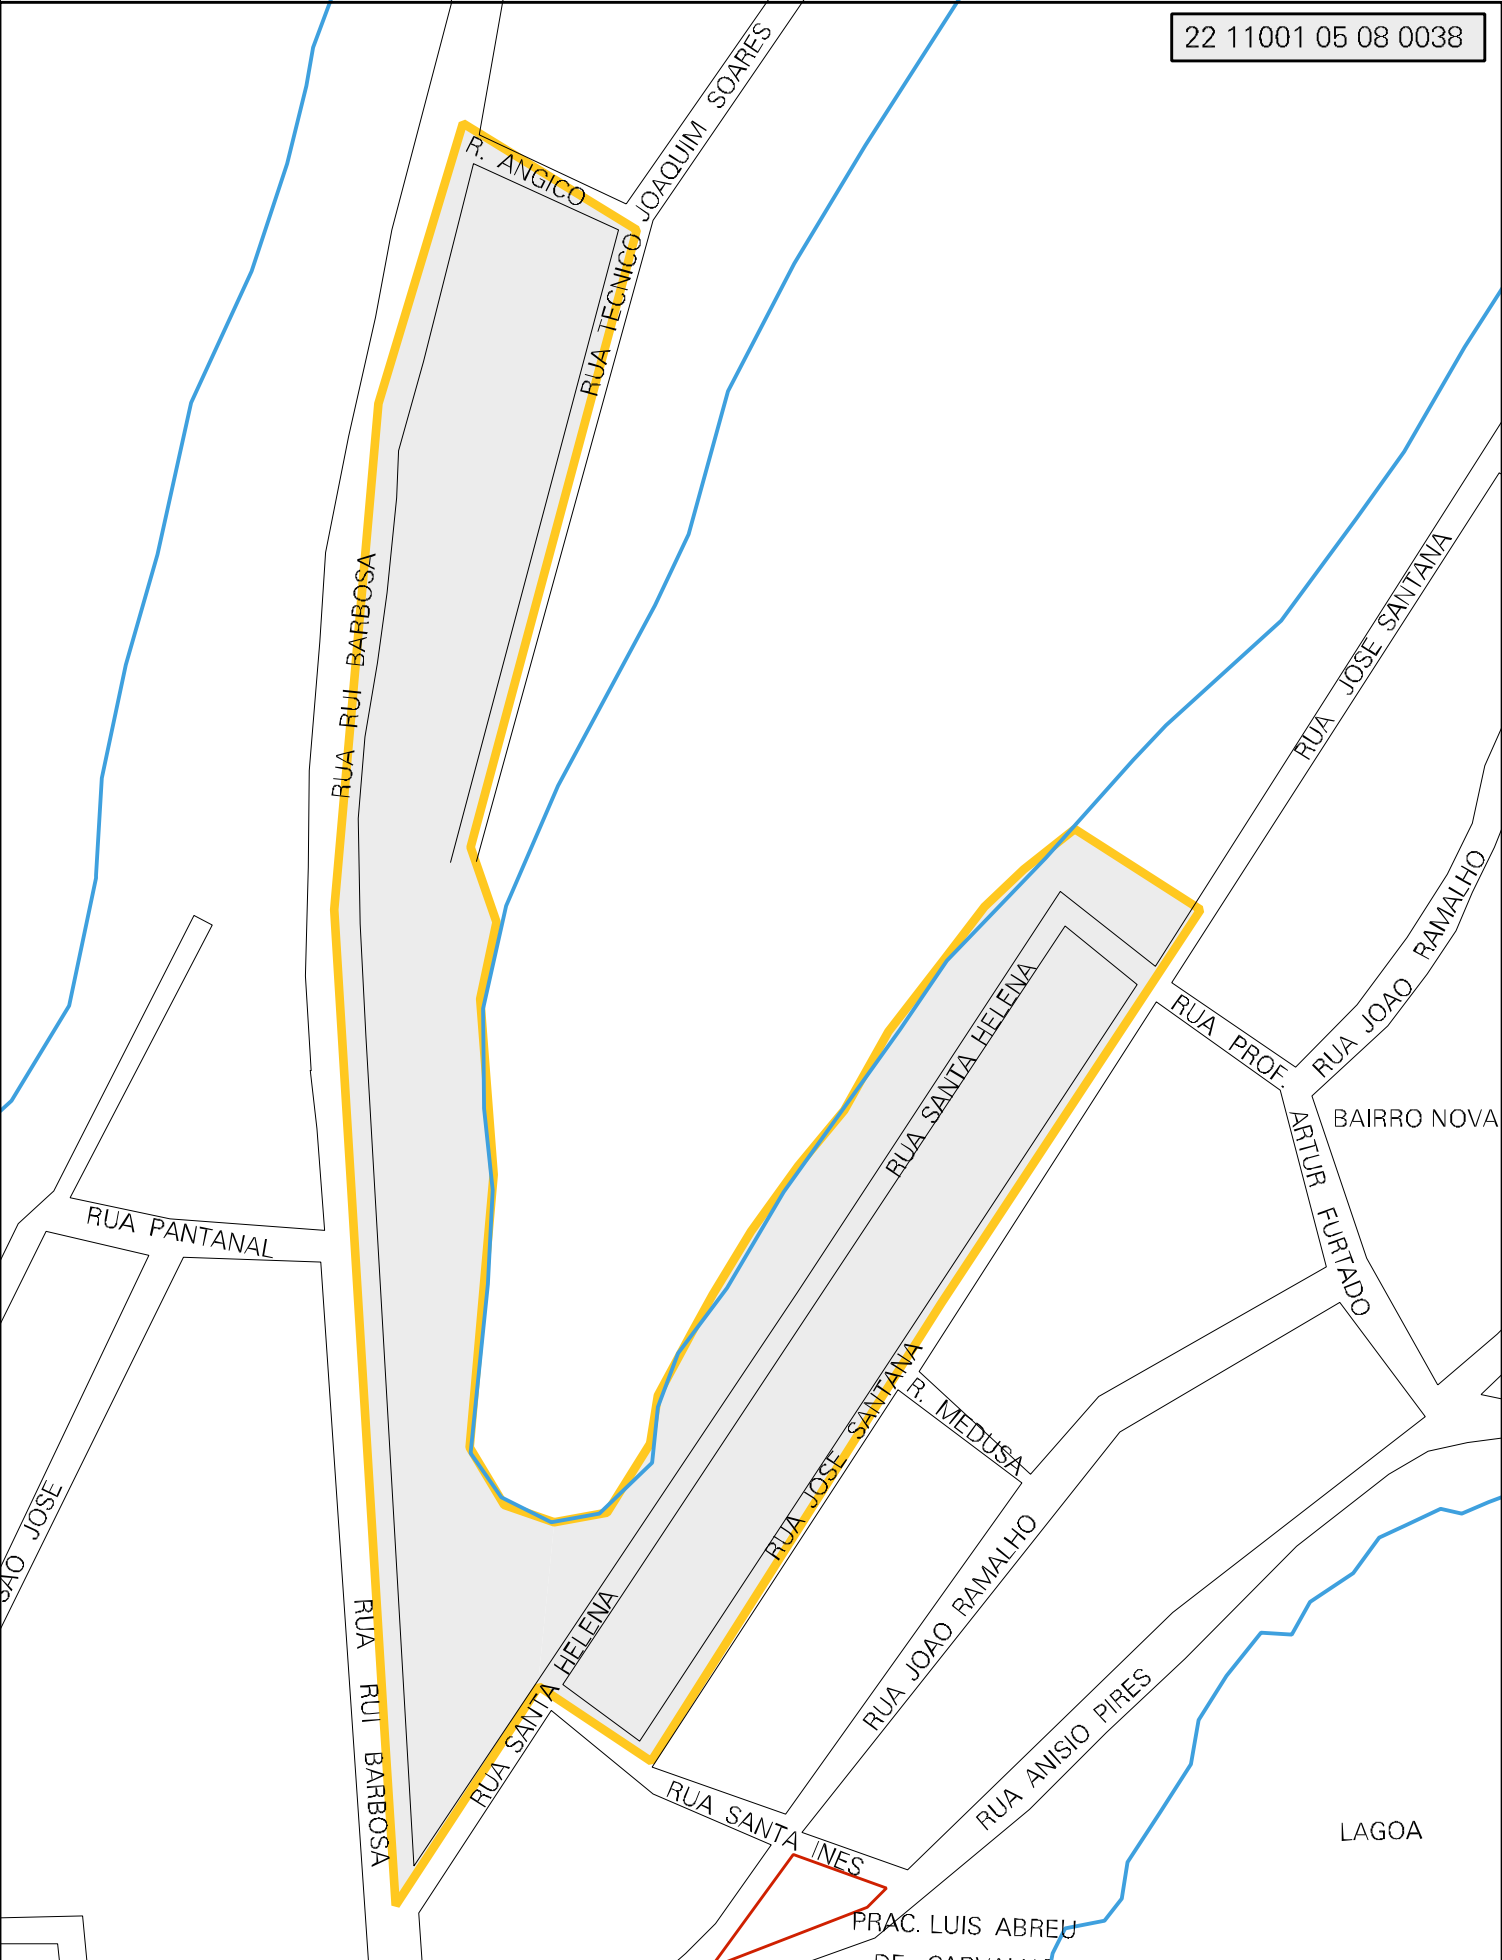 22 11001 05 08 0038
JOAQUIM SOARES
R. ANGICO
RUA TECNICO
RUA RUI BARBOSA
RUA JOSE SANTANA
RUA JOAO RAMALHO
RUA SANTA HELENA
RUA PROF.
ARTUR FURTADO
BAIRRO NOVA
RUA PANTANAL
RUA JOSE SANTANA
R. MEDUSA
SAO JOSE
RUA JOAO RAMALHO
RUA RUI BARBOSA
RUA SANTA HELENA
RUA ANISIO PIRES
RUA SANTA INES
LAGOA
PRAC. LUIS ABREU
DE